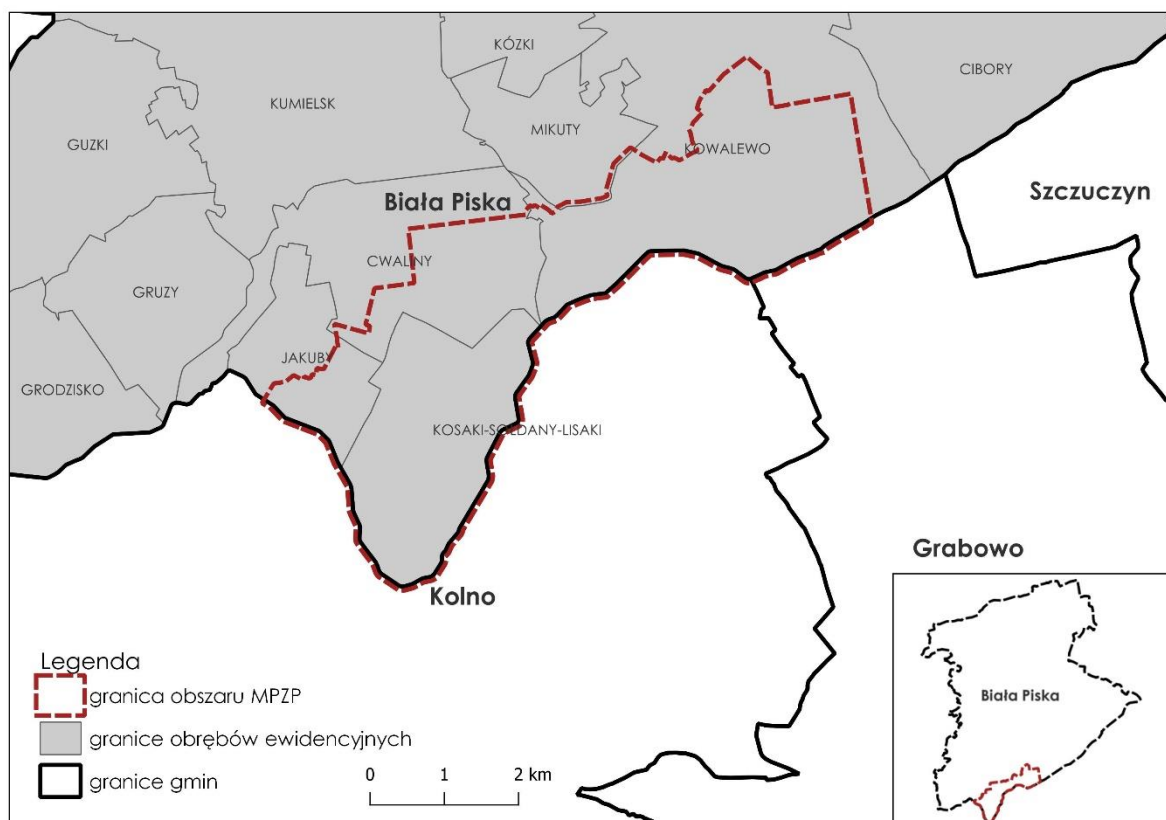 KÓZKI
CIBORY
KUMIELSK
MIKUTY
GUZKI
KOWALEWO
Szczuczyn
Biała Piska
CWALINY
GRUZY
JAKUBY
GRODZISKO
KOSAKI-SOŁDANY-LISAKI
Grabowo
Kolno
Legenda
granica obszaru MPZP
granice obrębów ewidencyjnych
granice gmin
0 1 2 km
Biała Piska